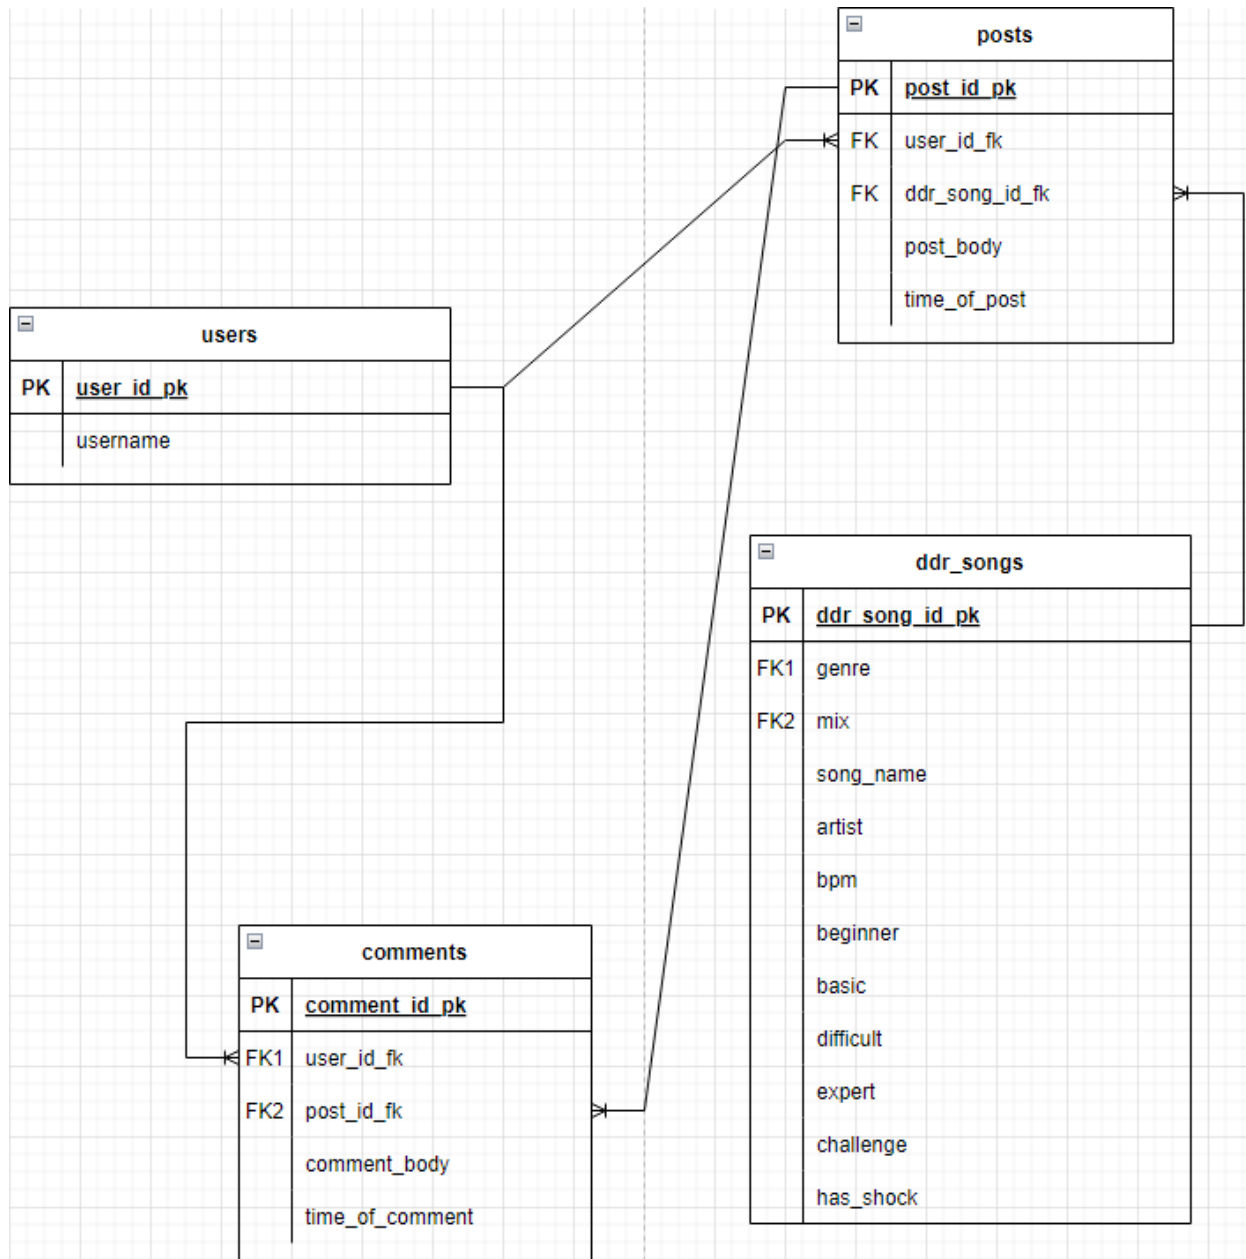 posts
PK post_id_pk
FK user_id_fk
FK ddr_song_id_fk
post_body
time_of_post
users
PK user_id_pk
username
ddr_songs
PK ddr_song_id_pk
FK1 genre
FK2 mix
song_name
artist
bpm
beginner
basic
difficult
expert
challenge
has_shock
comments
PK comment_id_pk
FK1 user_id_fk
FK2 post_id_fk
comment_body
time_of_comment